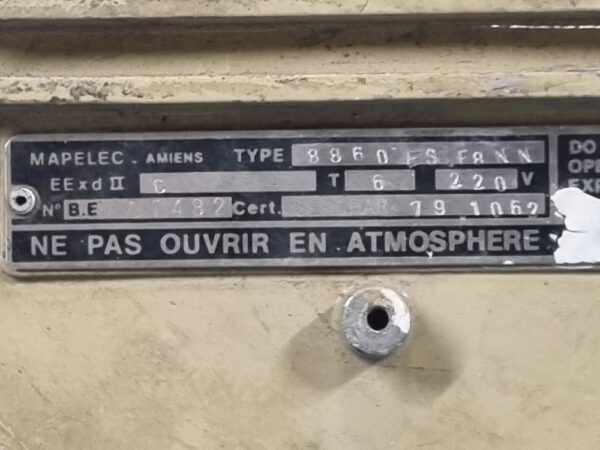 MAPELEC - AMIENS TYPE 8860 ES F8NN
EExd II C T 6 220 V
N° B.E 482 Cert. 79.1062
NE PAS OUVRIR EN ATMOSPHERE
DO
OPE
EXP